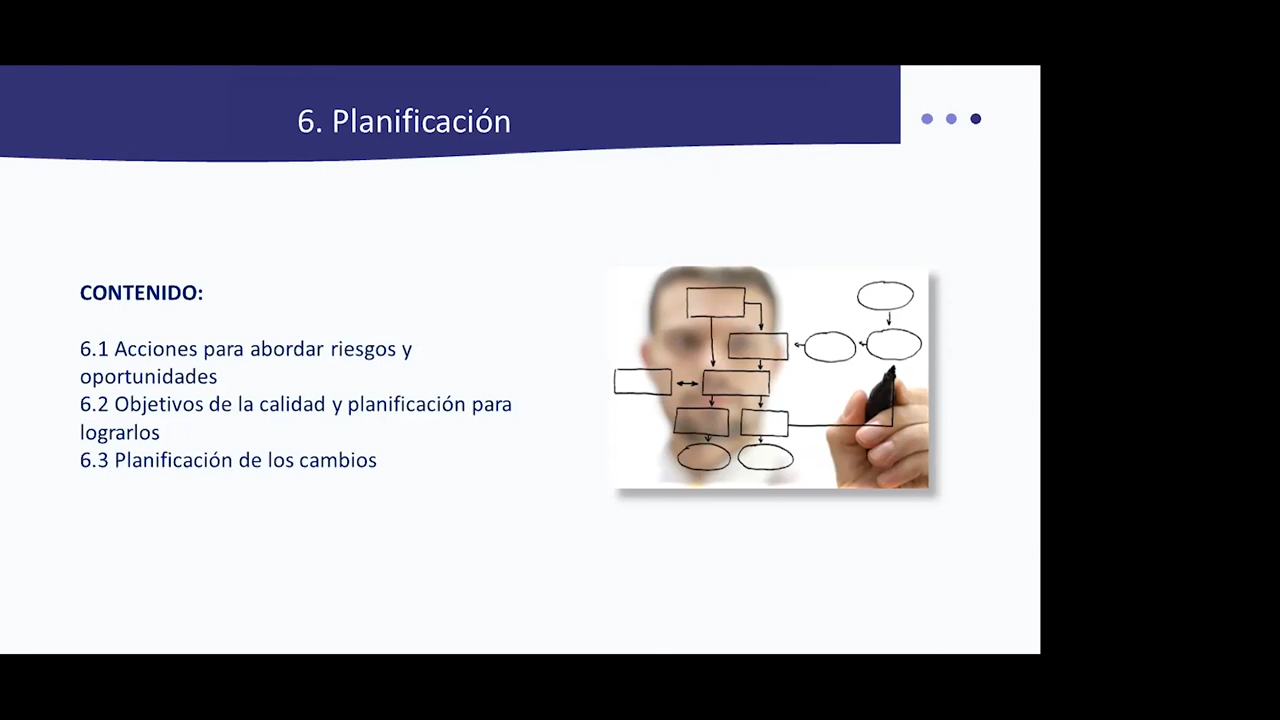 6. Planificación
CONTENIDO:
6.1 Acciones para abordar riesgos y
oportunidades
6.2 Objetivos de la calidad y planificación para
lograrlos
6.3 Planificación de los cambios